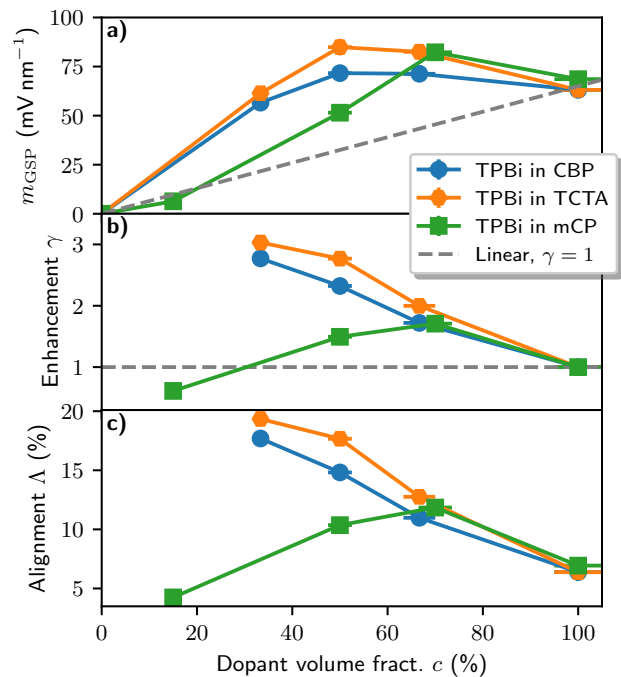 a)
100
75
50
25
0
m_GSP (mV nm⁻¹)
TPBi in CBP
TPBi in TCTA
TPBi in mCP
Linear, γ = 1
b)
3
2
1
Enhancement γ
c)
20
15
10
5
Alignment Λ (%)
0 20 40 60 80 100
Dopant volume fract. c (%)